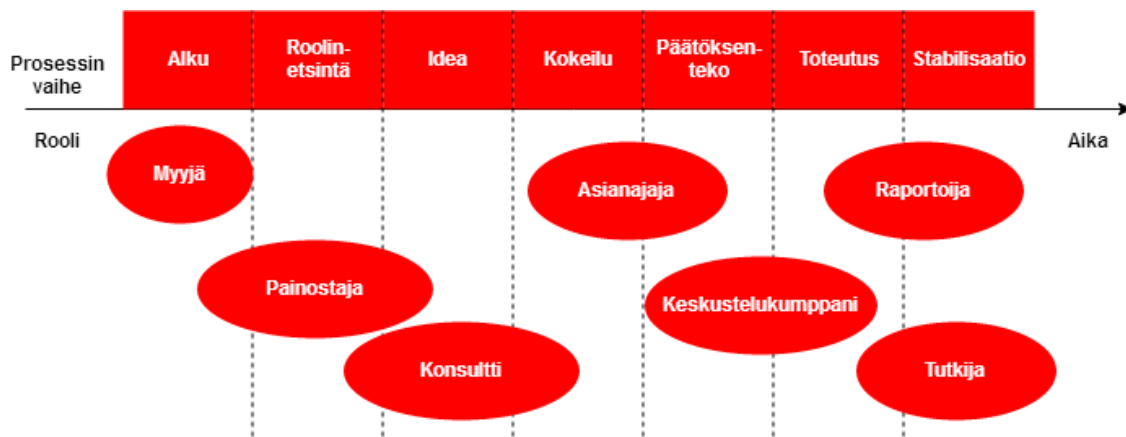 Prosessin
vaihe
Alku
Roolin-
etsintä
Idea
Kokeilu
Päätöksen-
teko
Toteutus
Stabilisaatio
Rooli
Aika
Myyjä
Asianajaja
Raportoija
Painostaja
Keskustelukumppani
Konsultti
Tutkija